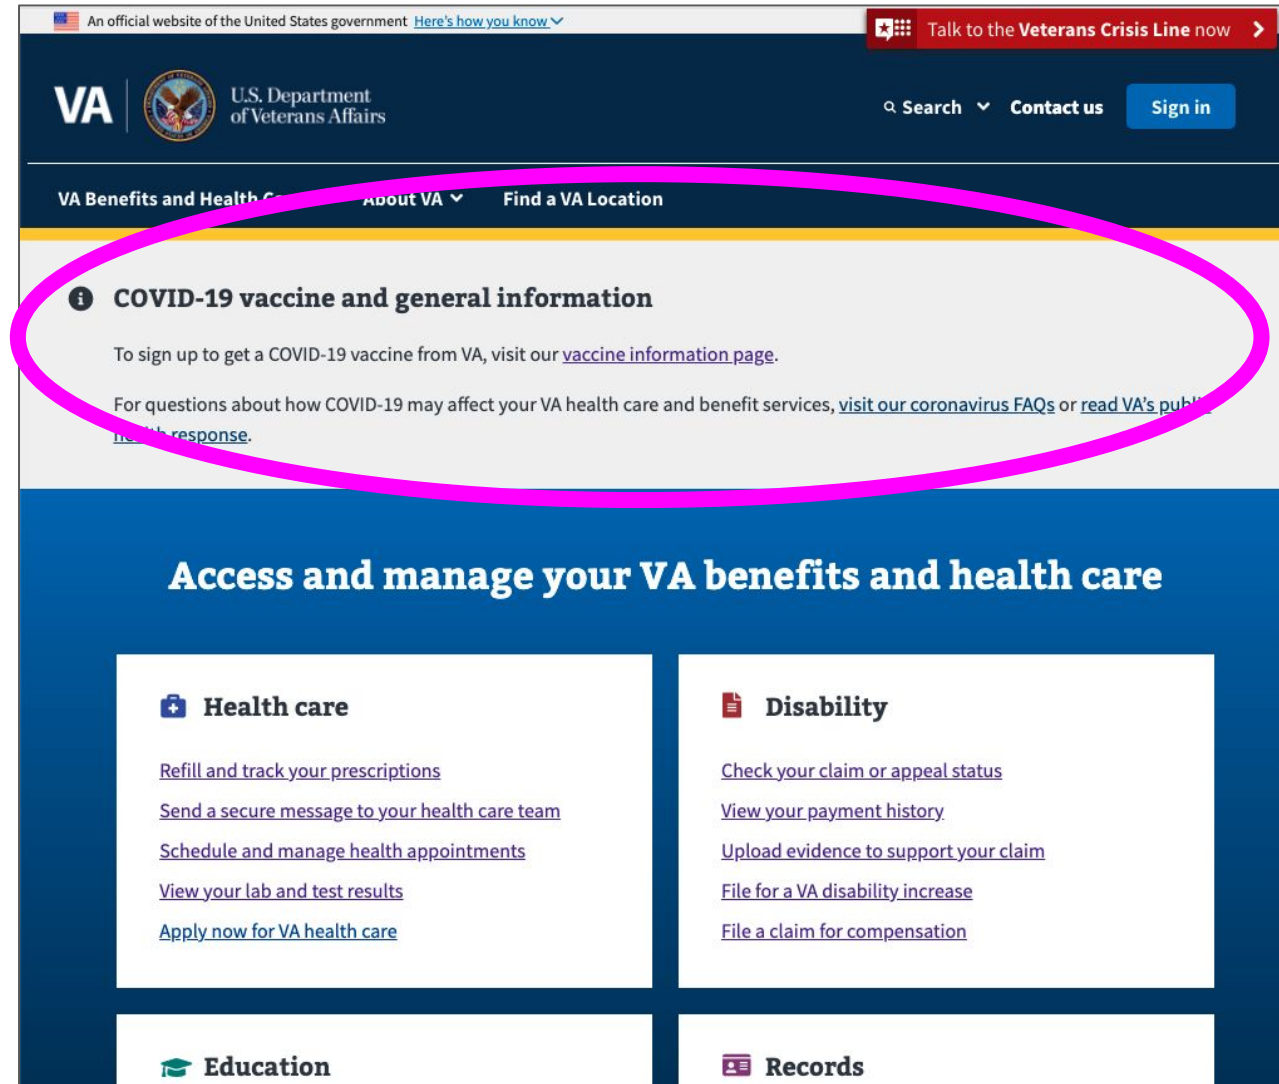 An official website of the United States government Here's how you know
Talk to the Veterans Crisis Line now
VA
U.S. Department
of Veterans Affairs
Search
Contact us
Sign in
VA Benefits and Health
About VA
Find a VA Location
COVID-19 vaccine and general information
To sign up to get a COVID-19 vaccine from VA, visit our vaccine information page.
For questions about how COVID-19 may affect your VA health care and benefit services, visit our coronavirus FAQs or read VA's public
health response.
Access and manage your VA benefits and health care
Health care
Refill and track your prescriptions
Send a secure message to your health care team
Schedule and manage health appointments
View your lab and test results
Apply now for VA health care
Disability
Check your claim or appeal status
View your payment history
Upload evidence to support your claim
File for a VA disability increase
File a claim for compensation
Education
Records